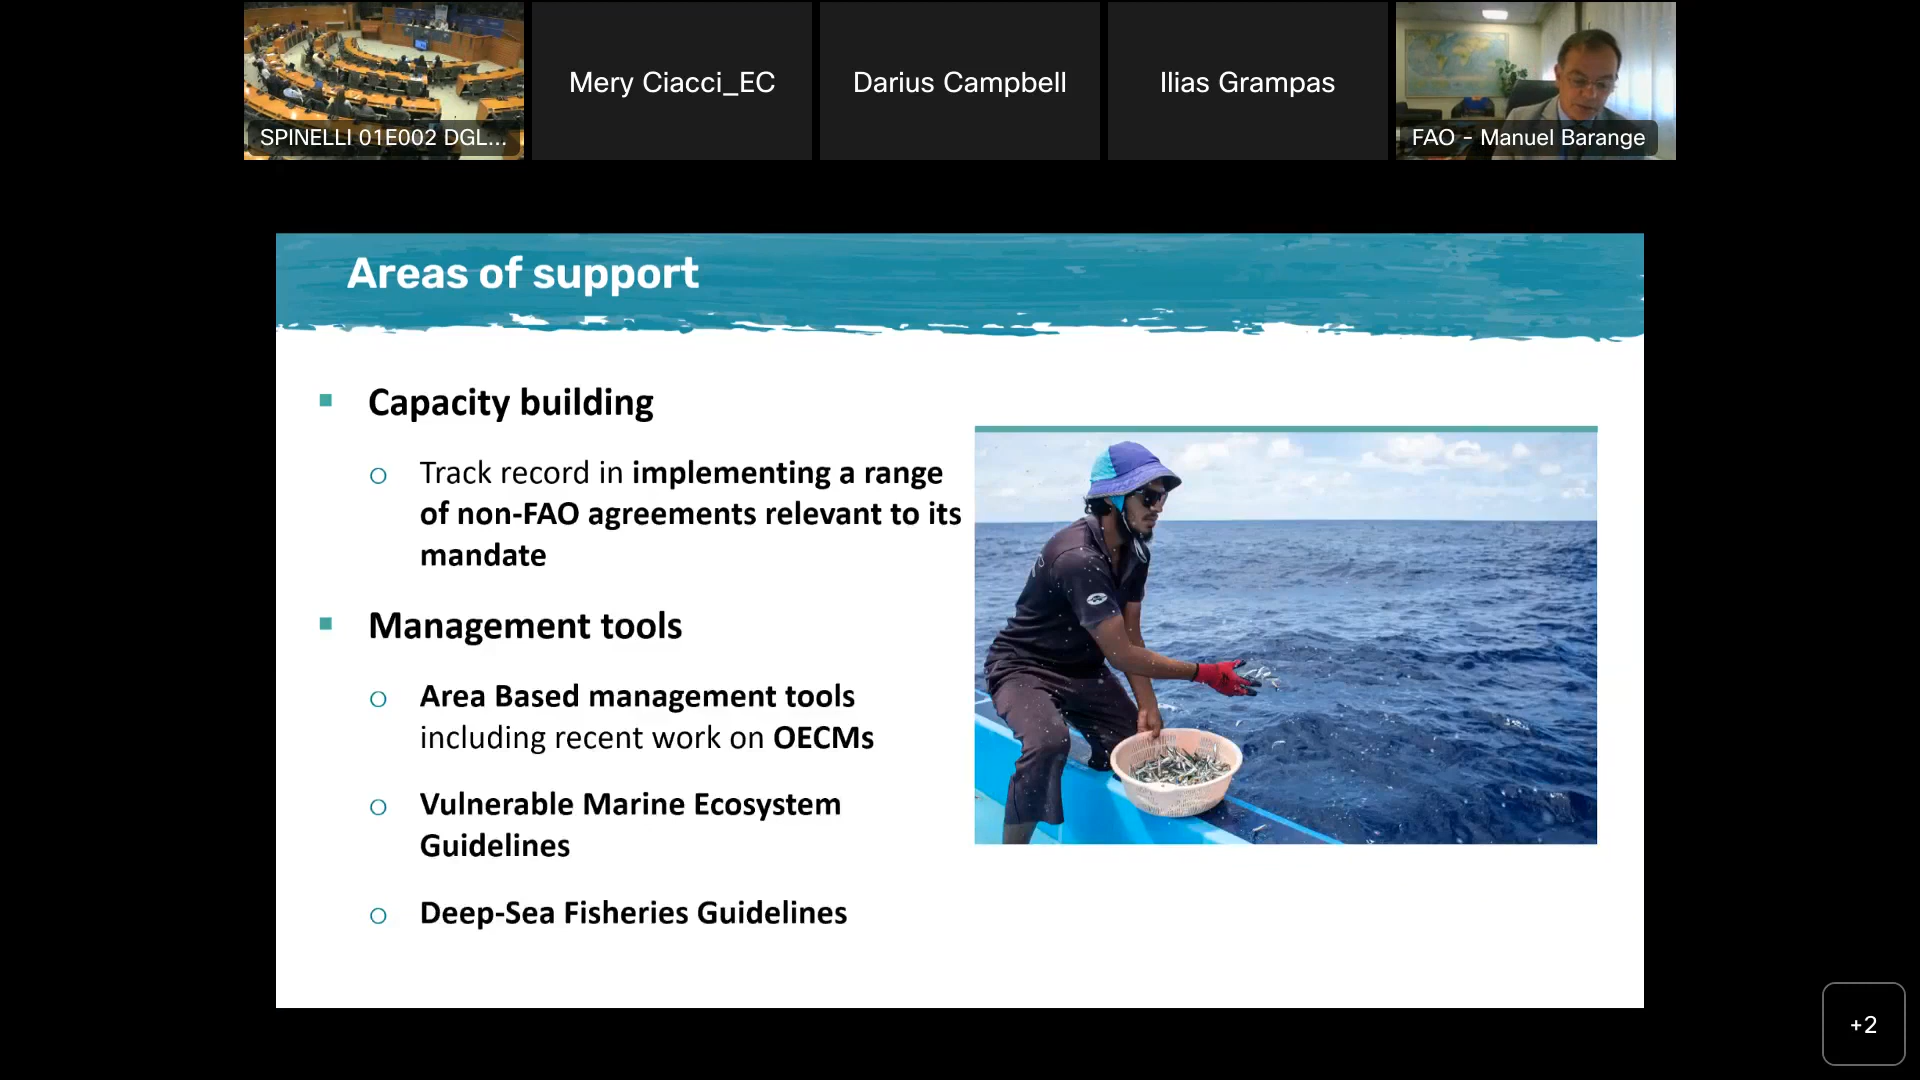 SPINELLI 01E002 DGL...
Mery Ciacci_EC
Darius Campbell
Ilias Grampas
FAO - Manuel Barange
Areas of support
Capacity building
Track record in implementing a range
of non-FAO agreements relevant to its
mandate
Management tools
Area Based management tools
including recent work on OECMs
Vulnerable Marine Ecosystem
Guidelines
Deep-Sea Fisheries Guidelines
+2